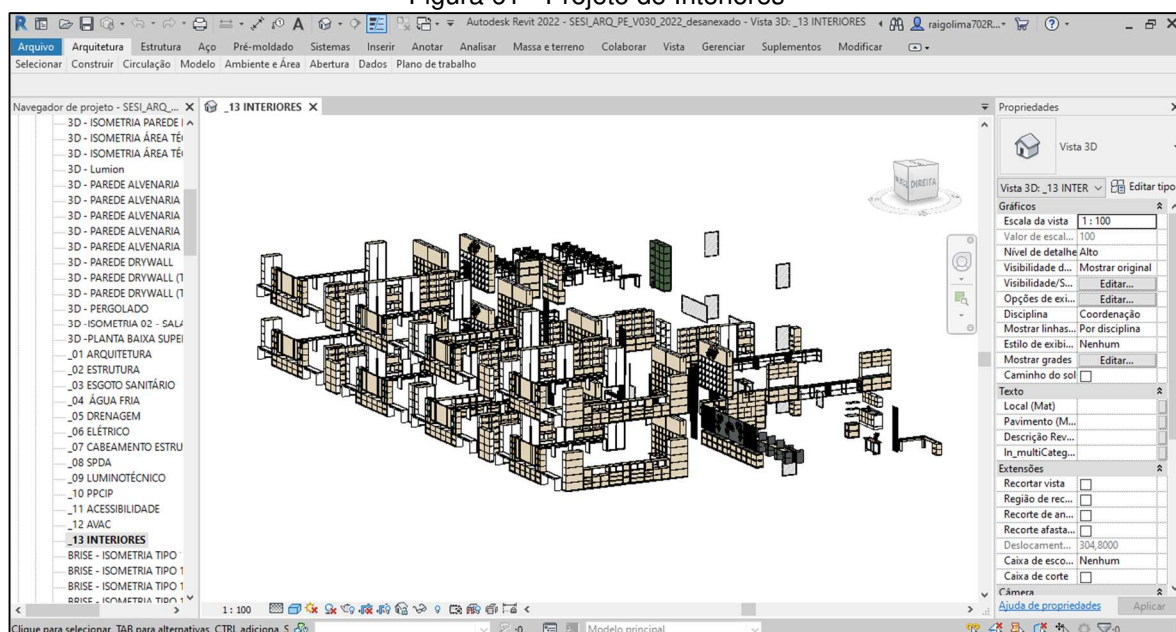 Figura 61 - Projeto de Interiores
Autodesk Revit 2022 - SESI_ARQ_PE_V030_2022_desanexado - Vista 3D: _13 INTERIORES
raigolima702R...
Arquivo Arquitetura Estrutura Aço Pré-moldado Sistemas Inserir Anotar Analisar Massa e terreno Colaborar Vista Gerenciar Suplementos Modificar
Selecionar Construir Circulação Modelo Ambiente e Área Abertura Dados Plano de trabalho
Navegador de projeto - SESI_ARQ_... X
_13 INTERIORES X
3D - ISOMETRIA PAREDE
3D - ISOMETRIA ÁREA TÉ
3D - ISOMETRIA ÁREA TÉ
3D - Lumion
3D - PAREDE ALVENARIA
3D - PAREDE ALVENARIA
3D - PAREDE ALVENARIA
3D - PAREDE ALVENARIA
3D - PAREDE ALVENARIA
3D - PAREDE DRYWALL
3D - PAREDE DRYWALL (T
3D - PAREDE DRYWALL (T
3D - PERGOLADO
3D -ISOMETRIA 02 - SALA
3D -PLANTA BAIXA SUPE
_01 ARQUITETURA
_02 ESTRUTURA
_03 ESGOTO SANITÁRIO
_04 ÁGUA FRIA
_05 DRENAGEM
_06 ELÉTRICO
_07 CABEAMENTO ESTRU
_08 SPDA
_09 LUMINOTÉCNICO
_10 PPCIP
_11 ACESSIBILIDADE
_12 AVAC
_13 INTERIORES
BRISE - ISOMETRIA TIPO
BRISE - ISOMETRIA TIPO 1
BRISE - ISOMETRIA TIPO 1
BRISE - ISOMETRIA TIPO 1
DIREITA
1 : 100
Propriedades X
Vista 3D
Vista 3D: _13 INTER
Editar tipo
Gráficos
Escala da vista 1 : 100
Valor de escal... 100
Nível de detalhe Alto
Visibilidade d... Mostrar original
Visibilidade/S... Editar...
Opções de exi... Editar...
Disciplina Coordenação
Mostrar linhas... Por disciplina
Estilo de exibi... Nenhum
Mostrar grades Editar...
Caminho do sol
Texto
Local (Mat)
Pavimento (M...
Descrição Rev...
In_multiCateg...
Extensões
Recortar vista
Região de rec...
Recorte de an...
Recorte afasta...
Deslocament... 304,8000
Caixa de esco... Nenhum
Caixa de corte
Câmera
Ajuda de propriedades Aplicar
Clique para selecionar, TAB para alternativas, CTRL adiciona, S
:0
Modelo principal
:0